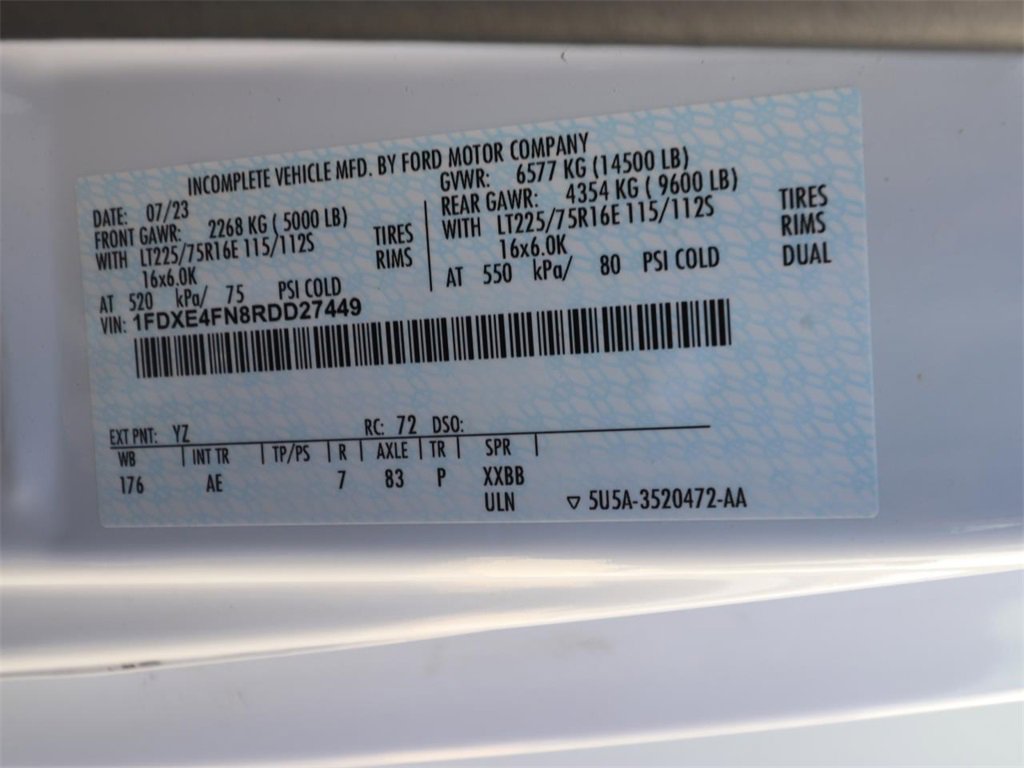 INCOMPLETE VEHICLE MFD. BY FORD MOTOR COMPANY
DATE: 07/23
FRONT GAWR: 2268 KG ( 5000 LB)
WITH LT225/75R16E 115/112S TIRES
16x6.0K RIMS
AT 520 kPa/ 75 PSI COLD
GVWR: 6577 KG (14500 LB)
REAR GAWR: 4354 KG ( 9600 LB)
WITH LT225/75R16E 115/112S TIRES
16x6.0K RIMS
AT 550 kPa/ 80 PSI COLD DUAL
VIN: 1FDXE4FN8RDD27449
EXT PNT: YZ RC: 72 DSO:
WB | INT TR | TP/PS | R | AXLE | TR | SPR |
176 AE 7 83 P XXBB
ULN ▽ 5U5A-3520472-AA